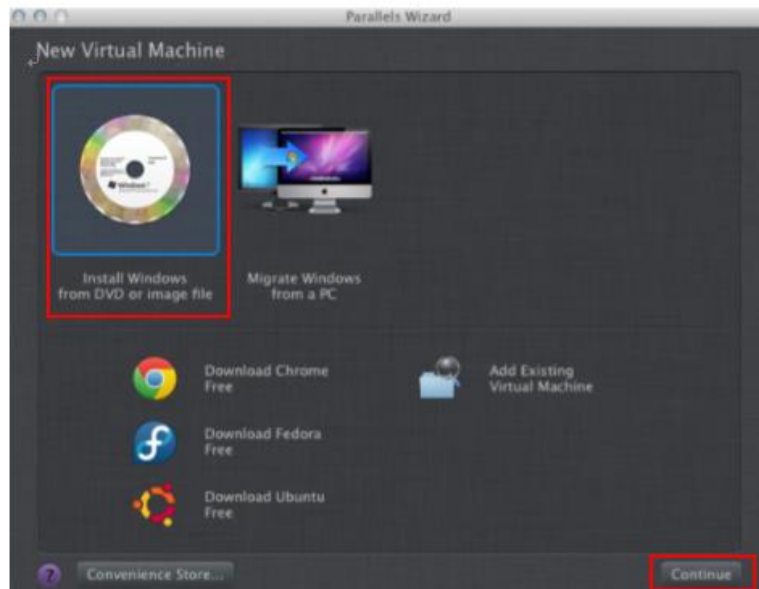 Parallels Wizard
New Virtual Machine
Install Windows
from DVD or image file
Migrate Windows
from a PC
Download Chrome
Free
Add Existing
Virtual Machine
Download Fedora
Free
Download Ubuntu
Free
?
Convenience Store...
Continue